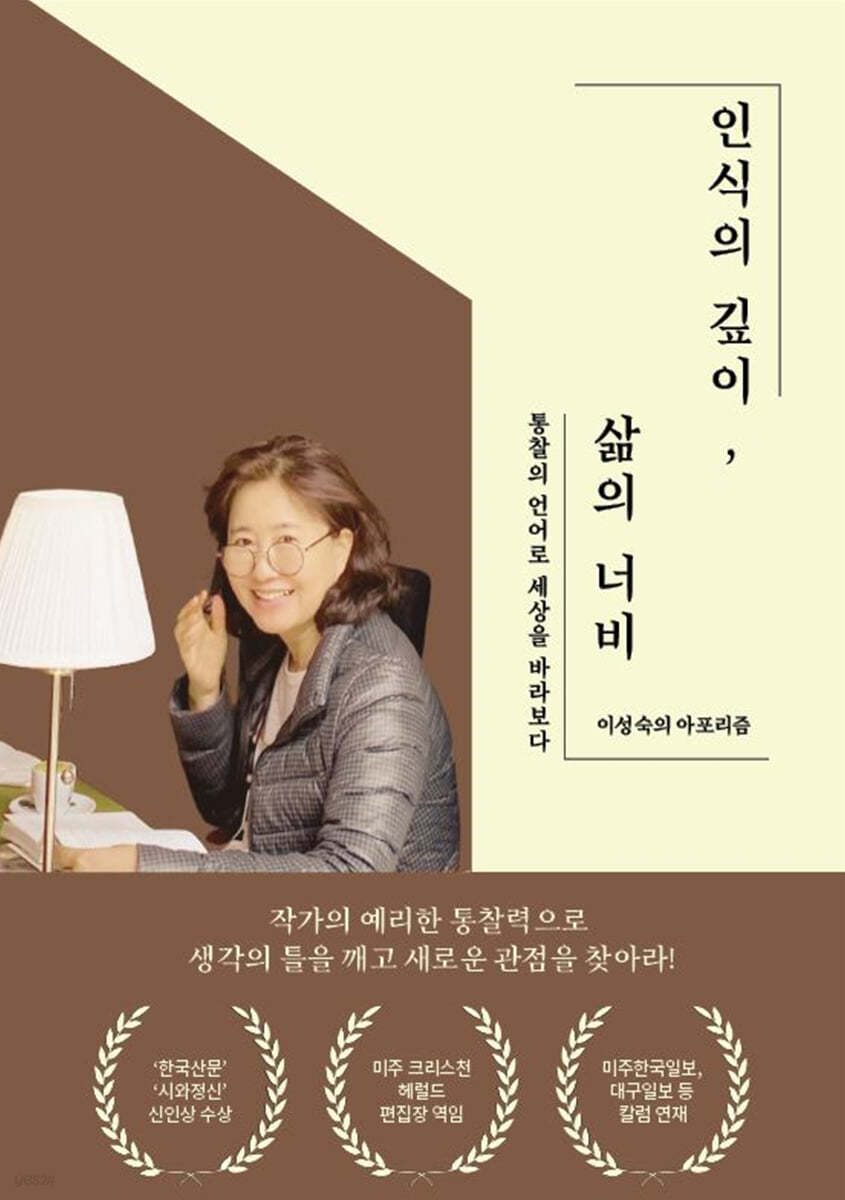 인식의 깊이,
삶의 너비
통찰의 언어로 세상을 바라보다
이성숙의 아포리즘
작가의 예리한 통찰력으로
생각의 틀을 깨고 새로운 관점을 찾아라!
‘한국산문’
‘시와정신’
신인상 수상
미주 크리스천
헤럴드
편집장 역임
미주한국일보,
대구일보 등
칼럼 연재
yes24